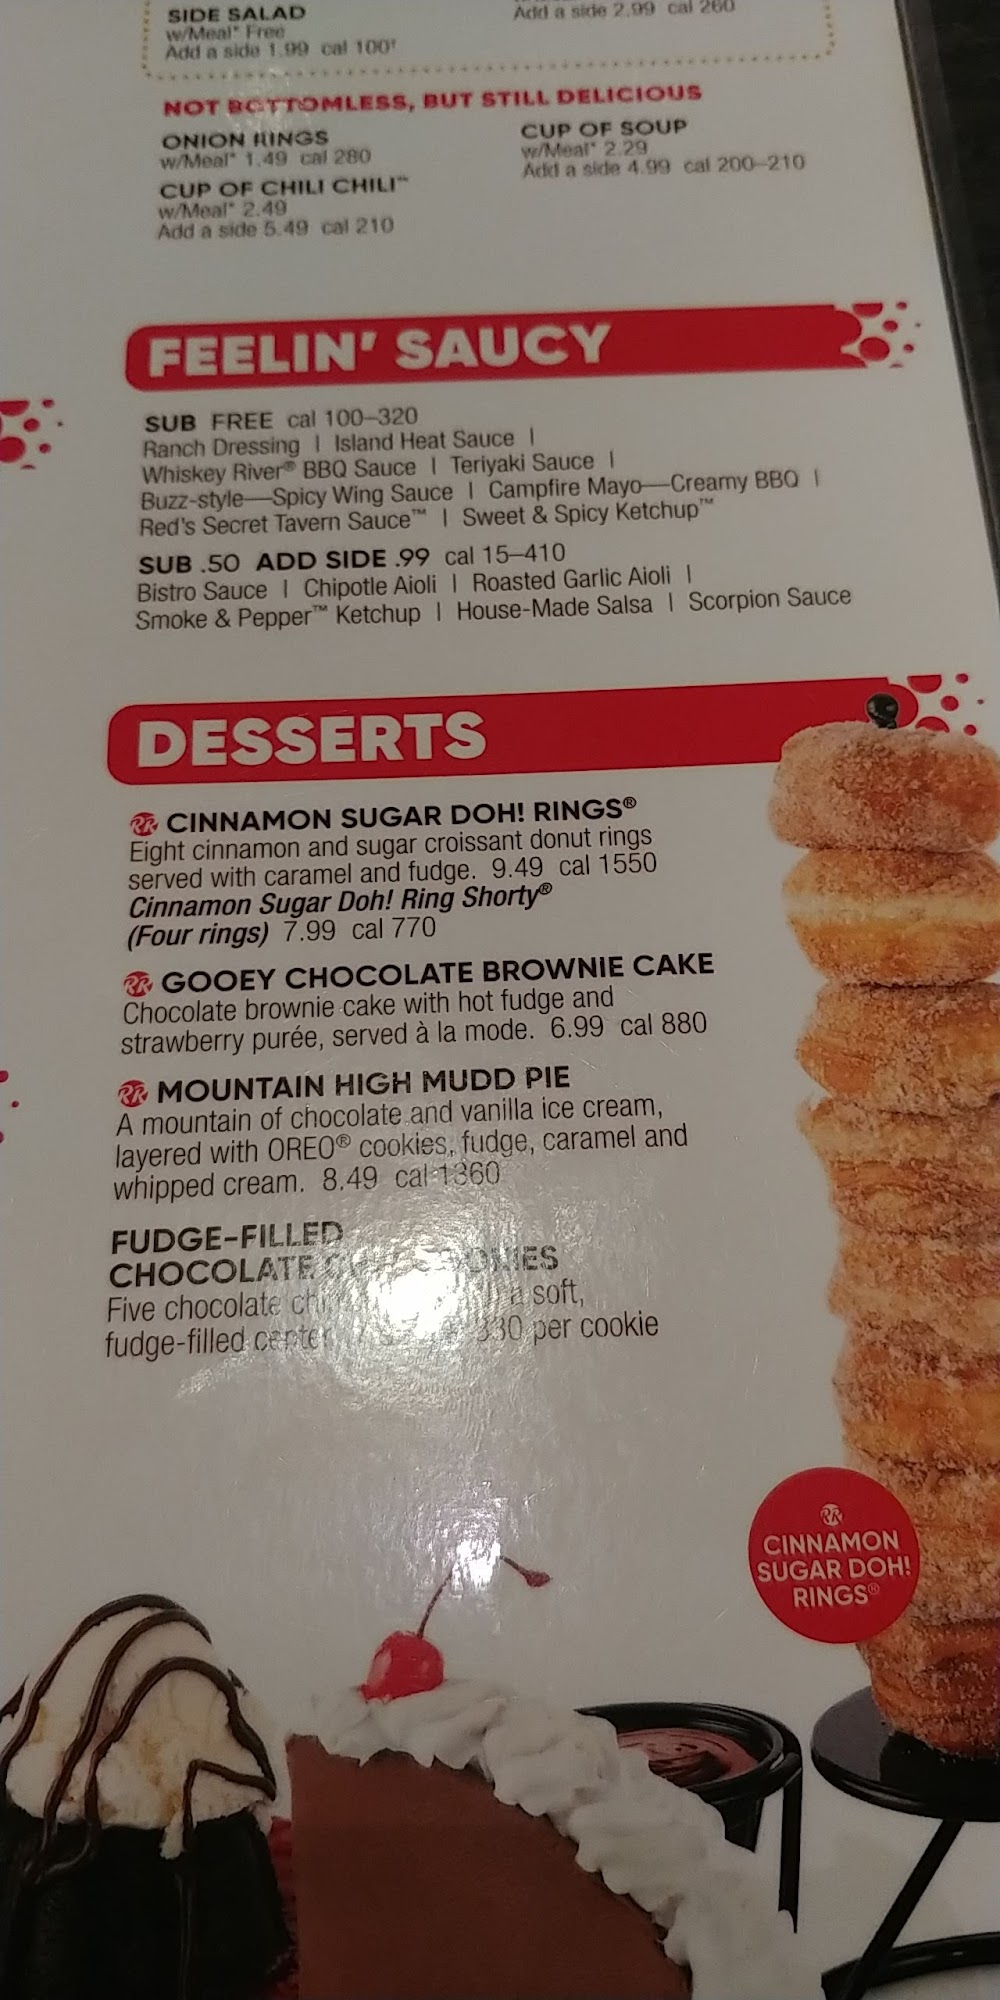 SIDE SALAD
w/Meal* Free
Add a side 1.99 cal 100†
Add a side 2.99 cal 260
NOT BOTTOMLESS, BUT STILL DELICIOUS
ONION RINGS
w/Meal* 1.49 cal 280
CUP OF CHILI CHILI™
w/Meal* 2.49
Add a side 5.49 cal 210
CUP OF SOUP
w/Meal* 2.29
Add a side 4.99 cal 200–210
FEELIN' SAUCY
SUB FREE cal 100–320
Ranch Dressing | Island Heat Sauce |
Whiskey River® BBQ Sauce | Teriyaki Sauce |
Buzz-style—Spicy Wing Sauce | Campfire Mayo—Creamy BBQ |
Red's Secret Tavern Sauce™ | Sweet & Spicy Ketchup™
SUB .50 ADD SIDE .99 cal 15–410
Bistro Sauce | Chipotle Aioli | Roasted Garlic Aioli |
Smoke & Pepper™ Ketchup | House-Made Salsa | Scorpion Sauce
DESSERTS
RR CINNAMON SUGAR DOH! RINGS®
Eight cinnamon and sugar croissant donut rings
served with caramel and fudge. 9.49 cal 1550
Cinnamon Sugar Doh! Ring Shorty®
(Four rings) 7.99 cal 770
RR GOOEY CHOCOLATE BROWNIE CAKE
Chocolate brownie cake with hot fudge and
strawberry purée, served à la mode. 6.99 cal 880
RR MOUNTAIN HIGH MUDD PIE
A mountain of chocolate and vanilla ice cream,
layered with OREO® cookies, fudge, caramel and
whipped cream. 8.49 cal 1360
FUDGE-FILLED
CHOCOLATE
Five chocolate a soft,
fudge-filled center 330 per cookie
RR
CINNAMON
SUGAR DOH!
RINGS®